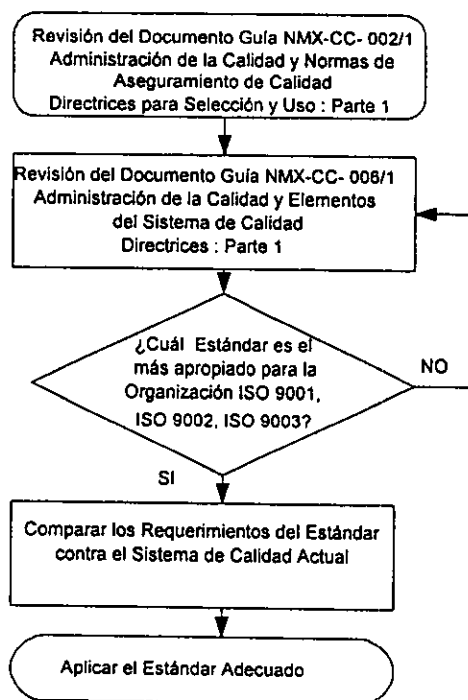 Revisión del Documento Guía NMX-CC- 002/1
Administración de la Calidad y Normas de
Aseguramiento de Calidad
Directrices para Selección y Uso : Parte 1
Revisión del Documento Guía NMX-CC- 006/1
Administración de la Calidad y Elementos
del Sistema de Calidad
Directrices : Parte 1
¿Cuál Estándar es el
más apropiado para la
Organización ISO 9001,
ISO 9002, ISO 9003?
NO
SI
Comparar los Requerimientos del Estándar
contra el Sistema de Calidad Actual
Aplicar el Estándar Adecuado